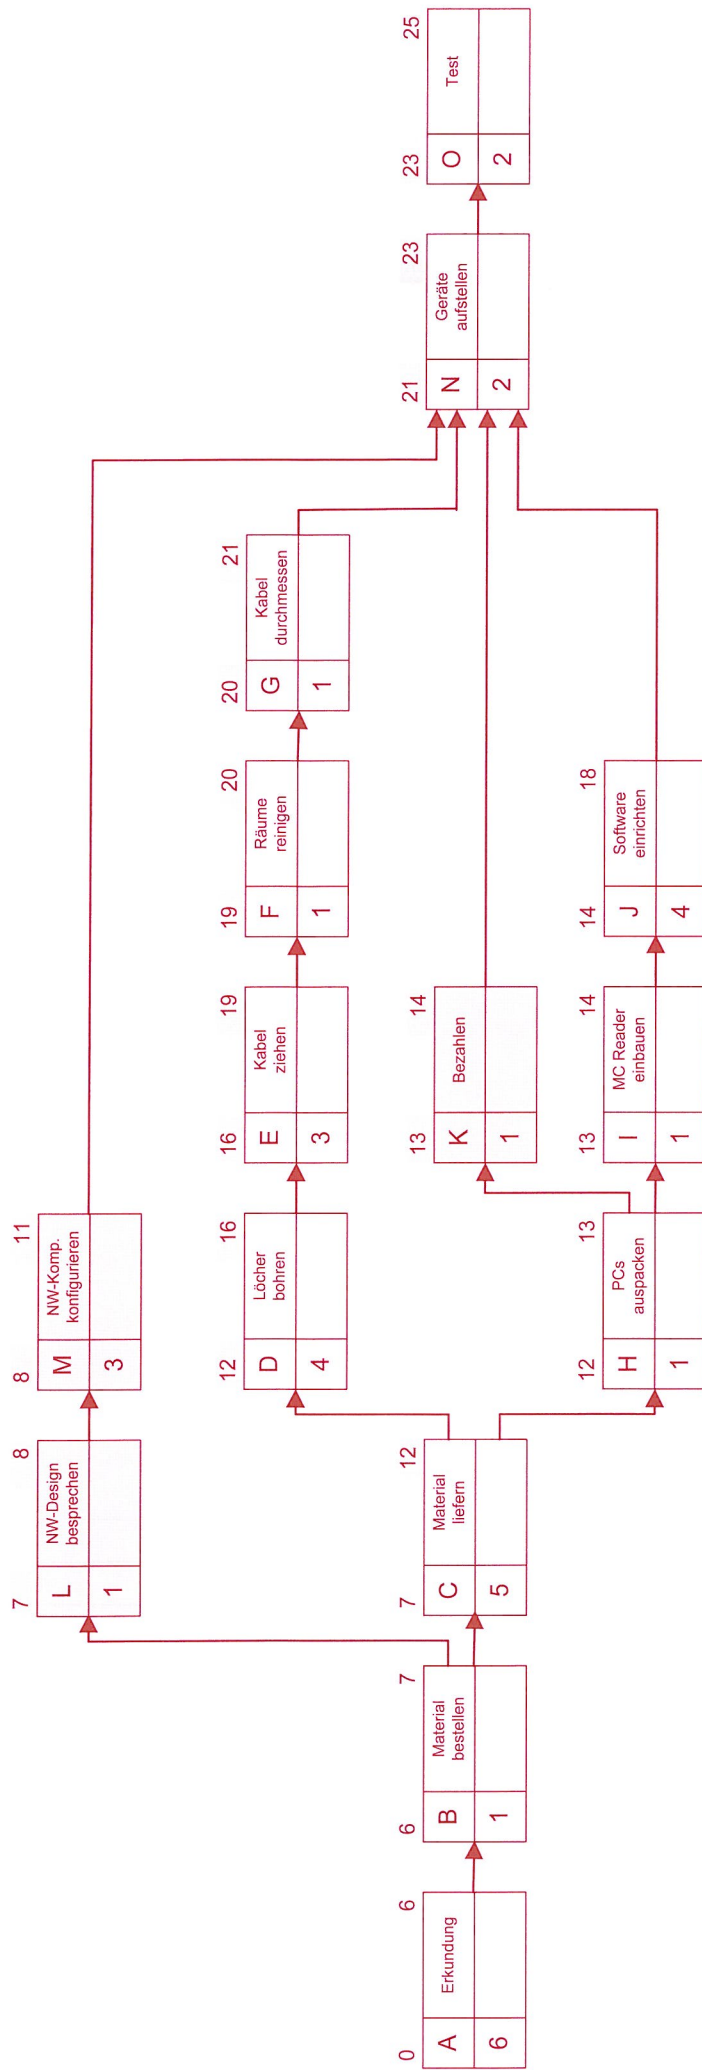 7 8
L NW-Design
besprechen
1
8 11
M NW-Komp.
konfigurieren
3
12 16
D Löcher
bohren
4
16 19
E Kabel
ziehen
3
19 20
F Räume
reinigen
1
20 21
G Kabel
durchmessen
1
0 6
A Erkundung
6
6 7
B Material
bestellen
1
7 12
C Material
liefern
5
13 14
K Bezahlen
1
21 23
N Geräte
aufstellen
2
23 25
O Test
2
12 13
H PCs
auspacken
1
13 14
I MC Reader
einbauen
1
14 18
J Software
einrichten
4